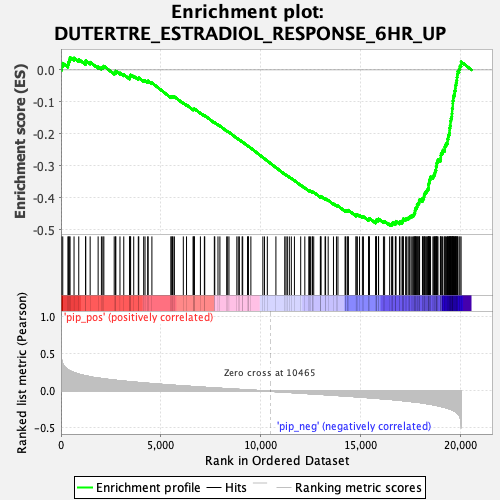 Enrichment plot:
DUTERTRE_ESTRADIOL_RESPONSE_6HR_UP
Enrichment score (ES)
0.0
-0.1
-0.2
-0.3
-0.4
-0.5
Ranked list metric (Pearson)
1.0
0.5
0.0
-0.5
'pip_pos' (positively correlated)
Zero cross at 10465
'pip_neg' (negatively correlated)
0
5,000
10,000
15,000
20,000
Rank in Ordered Dataset
Enrichment profile
Hits
Ranking metric scores